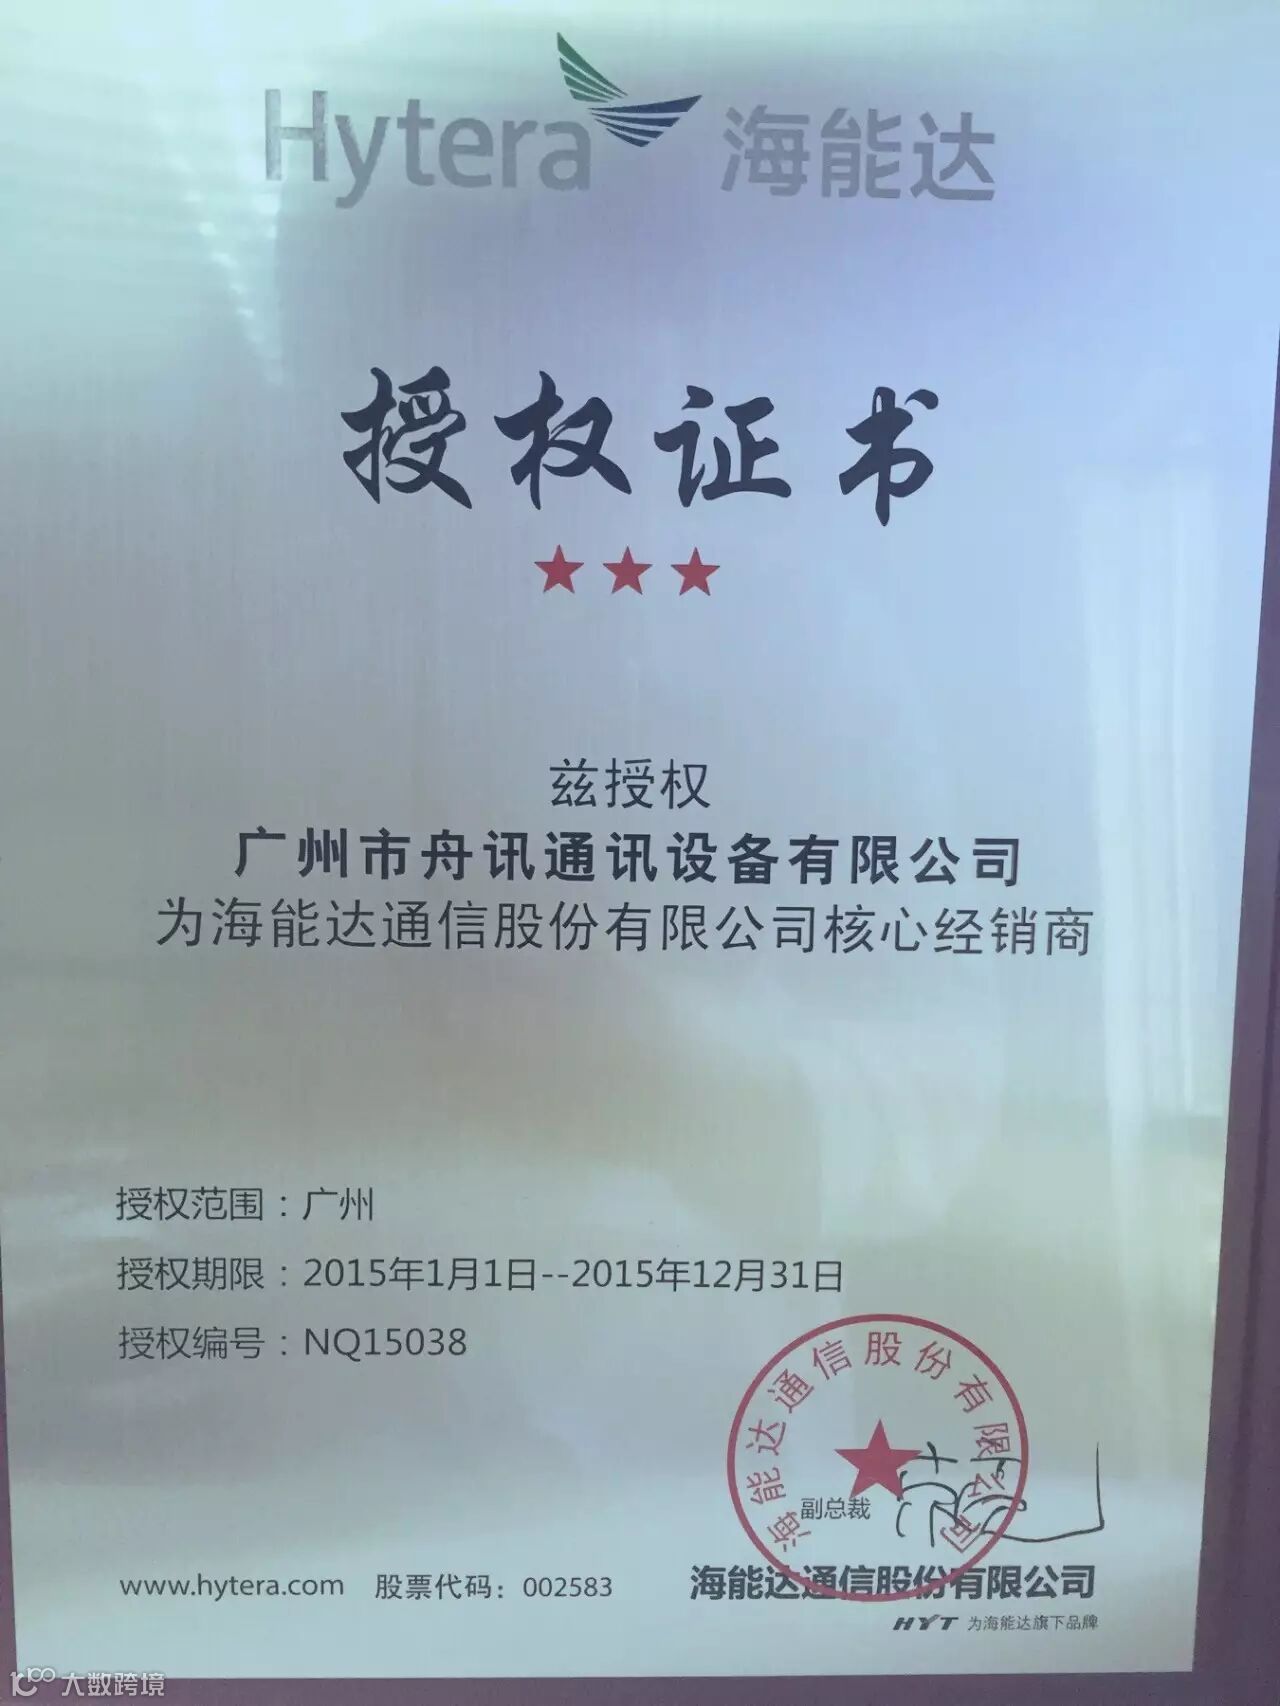 Hytera 海能达
授权证书
兹授权
广州市舟讯通讯设备有限公司
为海能达通信股份有限公司核心经销商
授权范围：广州
授权期限：2015年1月1日--2015年12月31日
授权编号：NQ15038
海能达通信股份有限公司
副总裁
www.hytera.com 股票代码：002583
海能达通信股份有限公司
HYT 为海能达旗下品牌
大数跨境